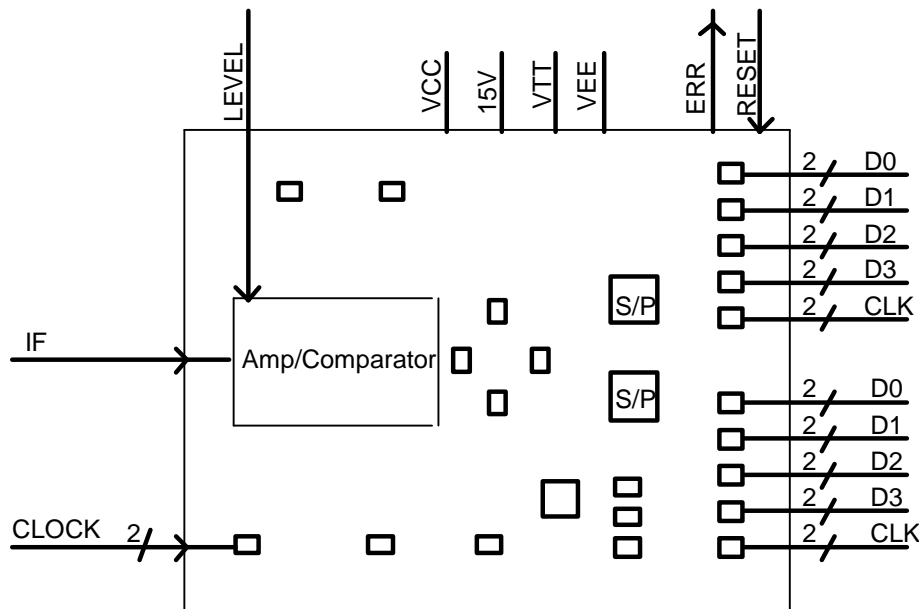 LEVEL
VCC
15V
VTT
VEE
ERR
RESET
2 D0
2 D1
2 D2
2 D3
2 CLK
S/P
IF
Amp/Comparator
S/P
2 D0
2 D1
2 D2
2 D3
CLOCK 2
2 CLK